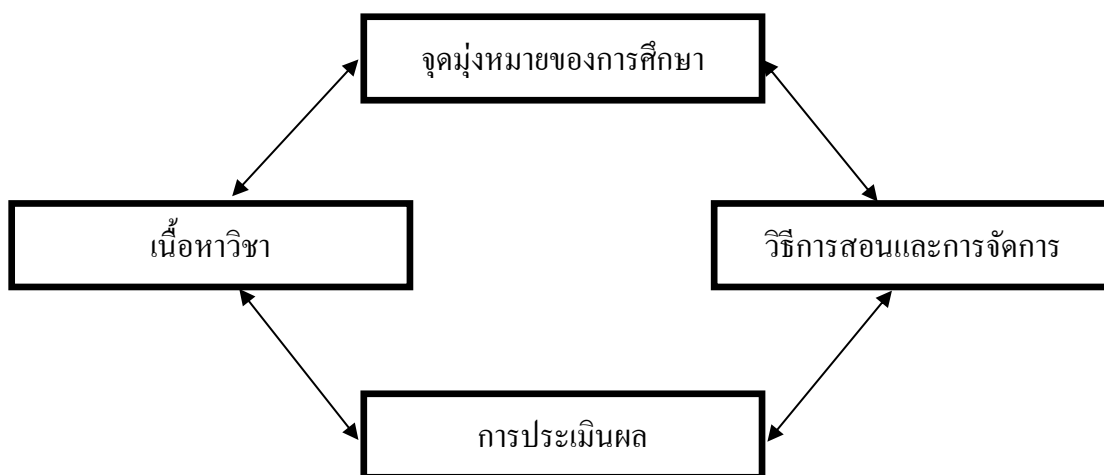 จุดมุ่งหมายของการศึกษา
เนื้อหาวิชา
วิธีการสอนและการจัดการ
การประเมินผล